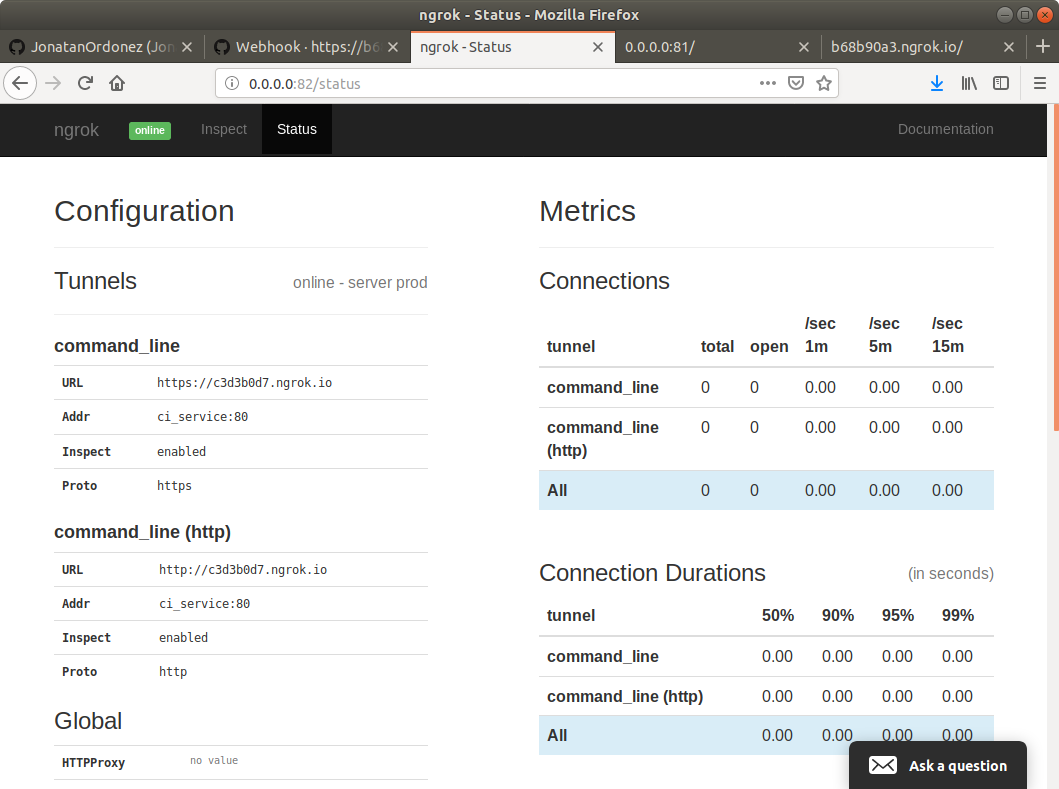 ngrok - Status - Mozilla Firefox
JonatanOrdonez (Jon
Webhook · https://b6
ngrok - Status
0.0.0.0:81/
b68b90a3.ngrok.io/
0.0.0.0:82/status
ngrok
online
Inspect
Status
Documentation
Configuration
Tunnels
online - server prod
command_line
URL https://c3d3b0d7.ngrok.io
Addr ci_service:80
Inspect enabled
Proto https
command_line (http)
URL http://c3d3b0d7.ngrok.io
Addr ci_service:80
Inspect enabled
Proto http
Global
HTTPProxy no value
Metrics
Connections
tunnel total open /sec 1m /sec 5m /sec 15m
command_line 0 0 0.00 0.00 0.00
command_line (http) 0 0 0.00 0.00 0.00
All 0 0 0.00 0.00 0.00
Connection Durations (in seconds)
tunnel 50% 90% 95% 99%
command_line 0.00 0.00 0.00 0.00
command_line (http) 0.00 0.00 0.00 0.00
All 0.00 0.00 0.00 0.00
Ask a question